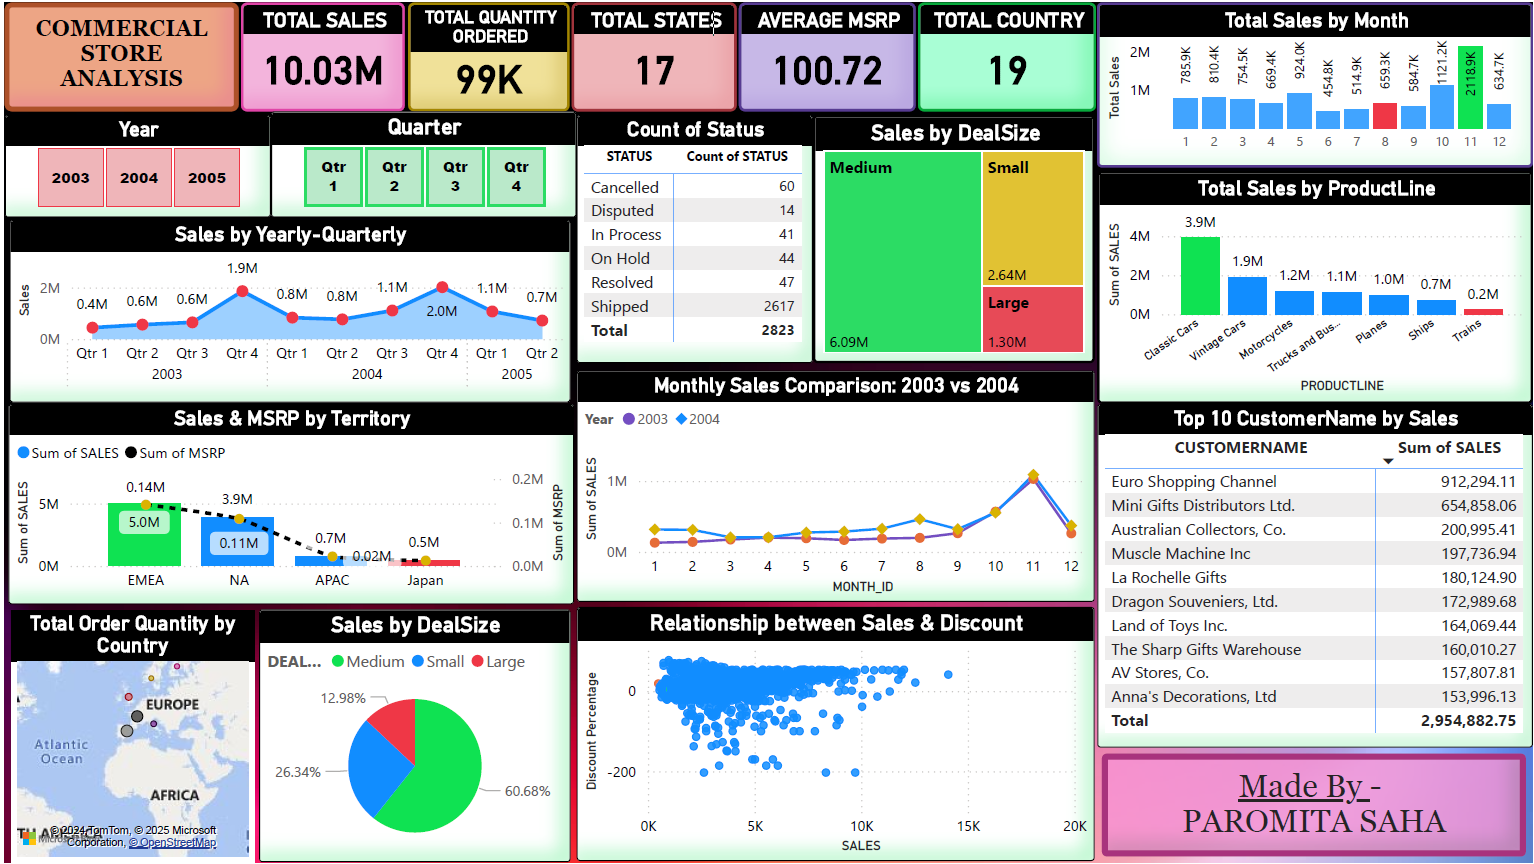 COMMERCIAL
STORE
ANALYSIS
TOTAL SALES
10.03M
TOTAL QUANTITY
ORDERED
99K
TOTAL STATES
17
AVERAGE MSRP
100.72
TOTAL COUNTRY
19
Total Sales by Month
Total Sales
2M
1M
785.9K 810.4K 754.5K 669.4K 924.0K 454.8K 514.9K 659.3K 584.7K 1121.2K 2118.9K 634.7K
1 2 3 4 5 6 7 8 9 10 11 12
Year
2003 2004 2005
Quarter
Qtr 1
Qtr 2
Qtr 3
Qtr 4
Count of Status
STATUS Count of STATUS
Cancelled 60
Disputed 14
In Process 41
On Hold 44
Resolved 47
Shipped 2617
Total 2823
Sales by DealSize
Medium
6.09M
Small
2.64M
Large
1.30M
Total Sales by ProductLine
Sum of SALES
4M
2M
0M
3.9M 1.9M 1.2M 1.1M 1.0M 0.7M 0.2M
Classic Cars Vintage Cars Motorcycles Trucks and Bus... Planes Ships Trains
PRODUCTLINE
Sales by Yearly-Quarterly
Sales
2M
0M
0.4M 0.6M 0.6M 1.9M 0.8M 0.8M 1.1M 2.0M 1.1M 0.7M
Qtr 1 Qtr 2 Qtr 3 Qtr 4 Qtr 1 Qtr 2 Qtr 3 Qtr 4 Qtr 1 Qtr 2
2003 2004 2005
Sales & MSRP by Territory
Sum of SALES Sum of MSRP
Sum of SALES
5M
0M
0.14M
5.0M
3.9M
0.11M
0.7M
0.02M
0.5M
0.2M
0.1M
0.0M
Sum of MSRP
EMEA NA APAC Japan
Monthly Sales Comparison: 2003 vs 2004
Year 2003 2004
Sum of SALES
1M
0M
1 2 3 4 5 6 7 8 9 10 11 12
MONTH_ID
Top 10 CustomerName by Sales
CUSTOMERNAME Sum of SALES
Euro Shopping Channel 912,294.11
Mini Gifts Distributors Ltd. 654,858.06
Australian Collectors, Co. 200,995.41
Muscle Machine Inc 197,736.94
La Rochelle Gifts 180,124.90
Dragon Souveniers, Ltd. 172,989.68
Land of Toys Inc. 164,069.44
The Sharp Gifts Warehouse 160,010.27
AV Stores, Co. 157,807.81
Anna's Decorations, Ltd 153,996.13
Total 2,954,882.75
Total Order Quantity by
Country
EUROPE
Atlantic
Ocean
AFRICA
© 2024 TomTom, © 2025 Microsoft
Corporation, © OpenStreetMap
Sales by DealSize
DEAL... Medium Small Large
12.98%
26.34%
60.68%
Relationship between Sales & Discount
Discount Percentage
0
-200
0K 5K 10K 15K 20K
SALES
Made By -
PAROMITA SAHA